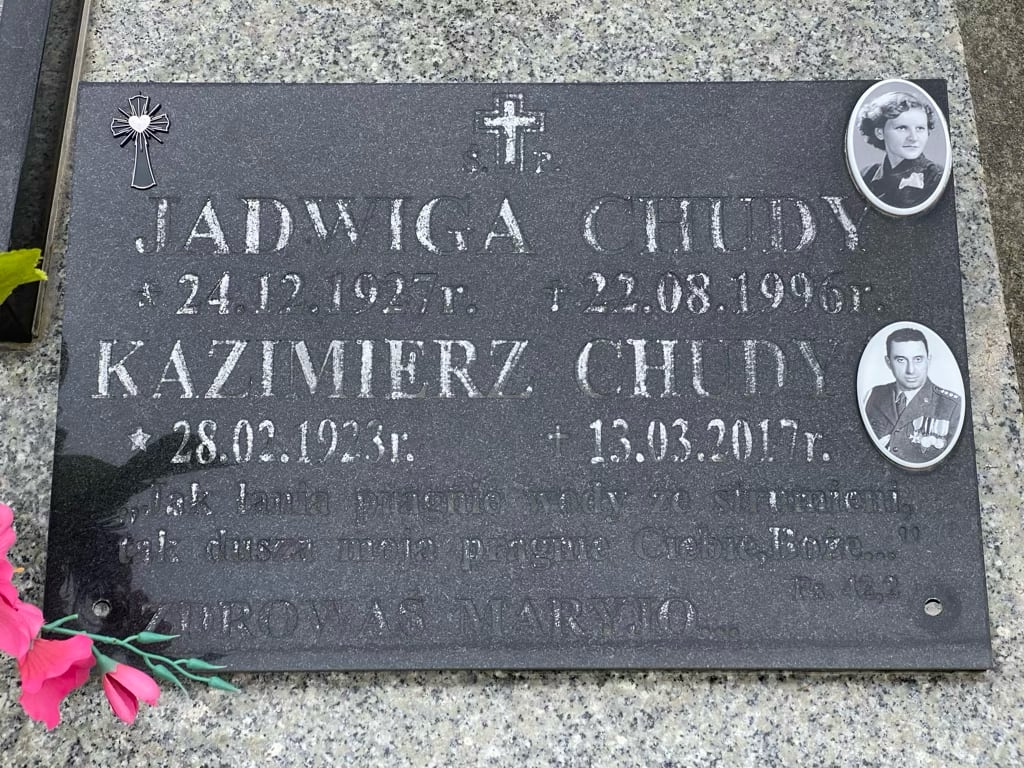 Ś. P.
JADWIGA CHUDY
* 24.12.1927r. † 22.08.1996r.
KAZIMIERZ CHUDY
* 28.02.1923r. † 13.03.2017r.
„Jak łania pragnie wody ze strumieni,
tak dusza moja pragnie Ciebie,Boże..."
Ps. 42,2
ZDROWAŚ MARYJO....